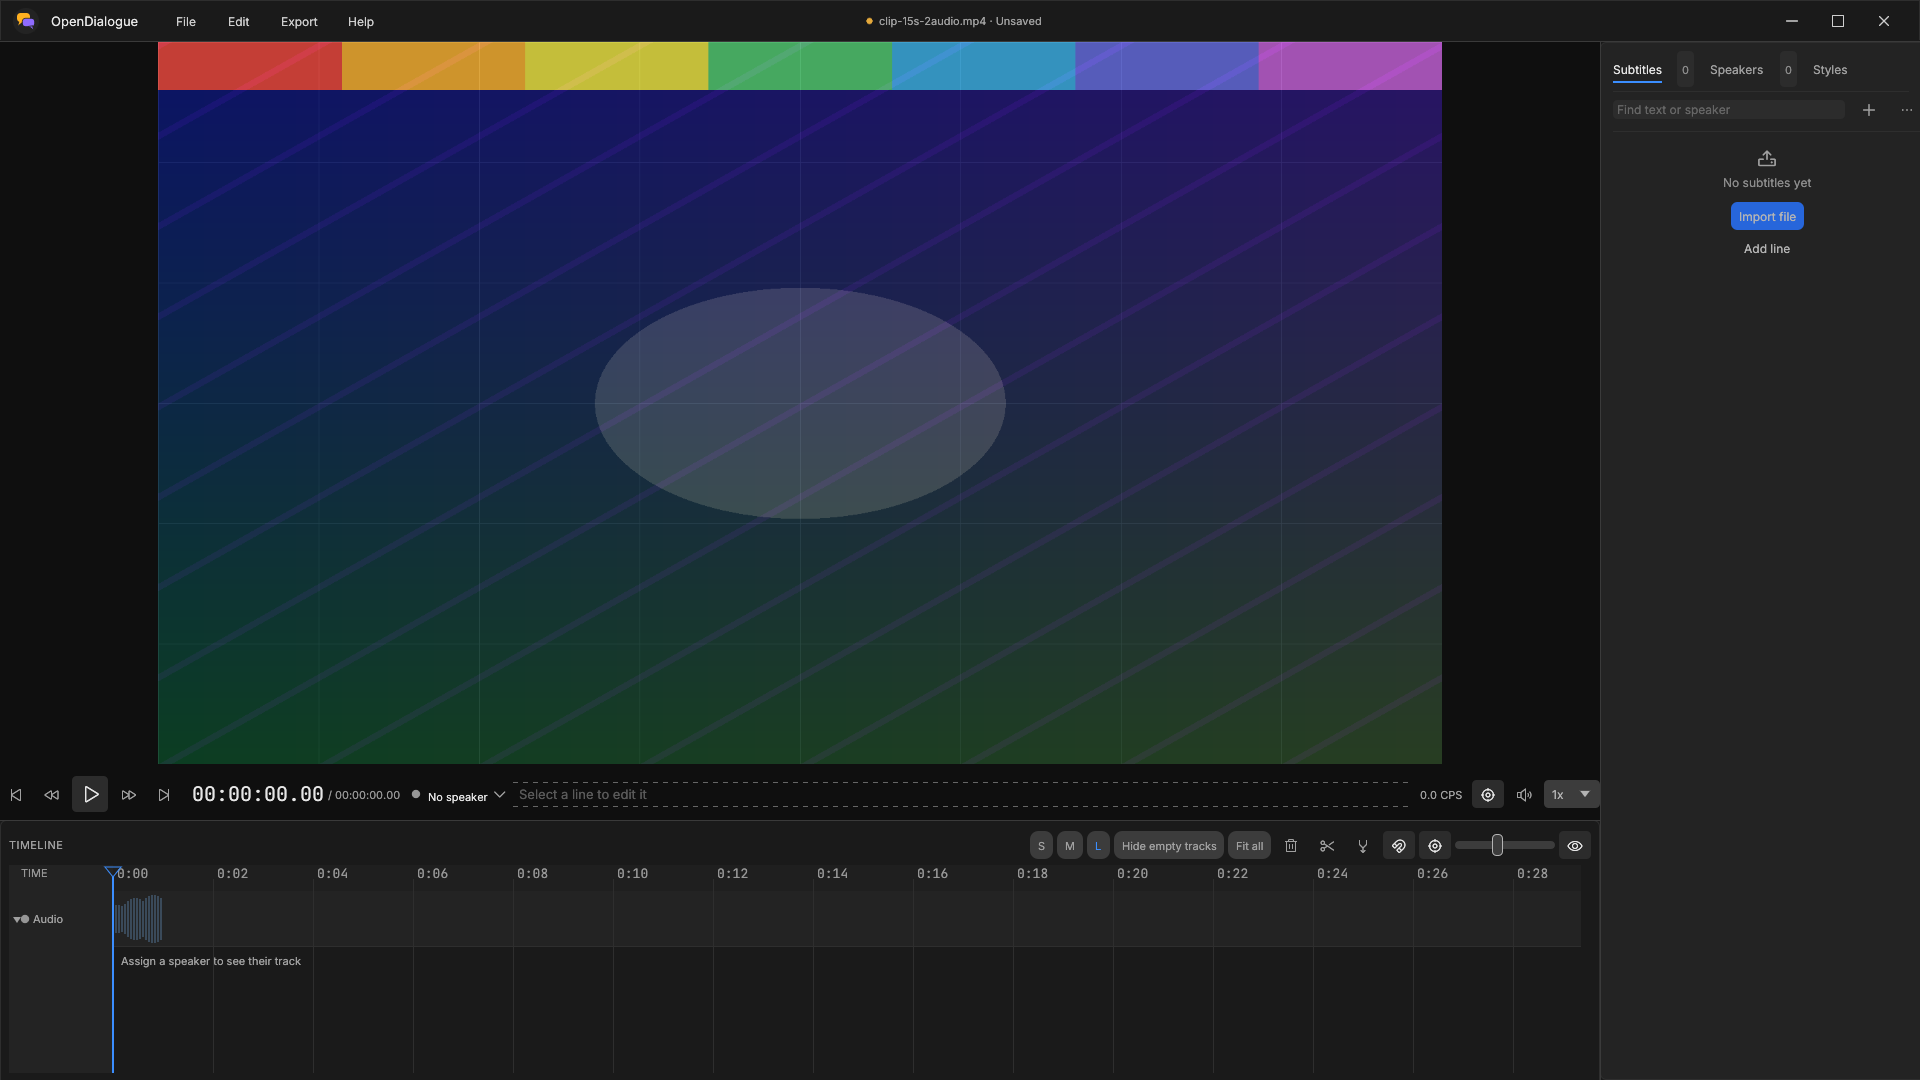 OpenDialogue File Edit Export Help
clip-15s-2audio.mp4 · Unsaved
Subtitles 0 Speakers 0 Styles
Find text or speaker
No subtitles yet
Import file
Add line
00:00:00.00 / 00:00:00.00 No speaker Select a line to edit it 0.0 CPS 1x
TIMELINE S M L Hide empty tracks Fit all
TIME 0:00 0:02 0:04 0:06 0:08 0:10 0:12 0:14 0:16 0:18 0:20 0:22 0:24 0:26 0:28
Audio
Assign a speaker to see their track